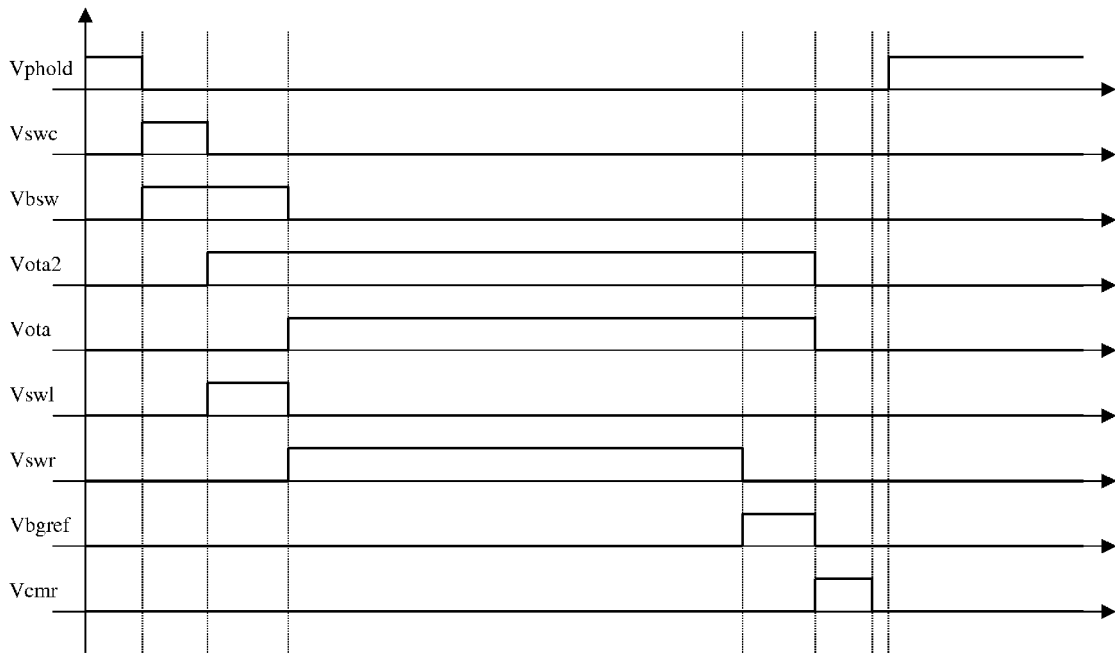 Vphold
Vswc
Vbsw
Vota2
Vota
Vswl
Vswr
Vbgref
Vcmr